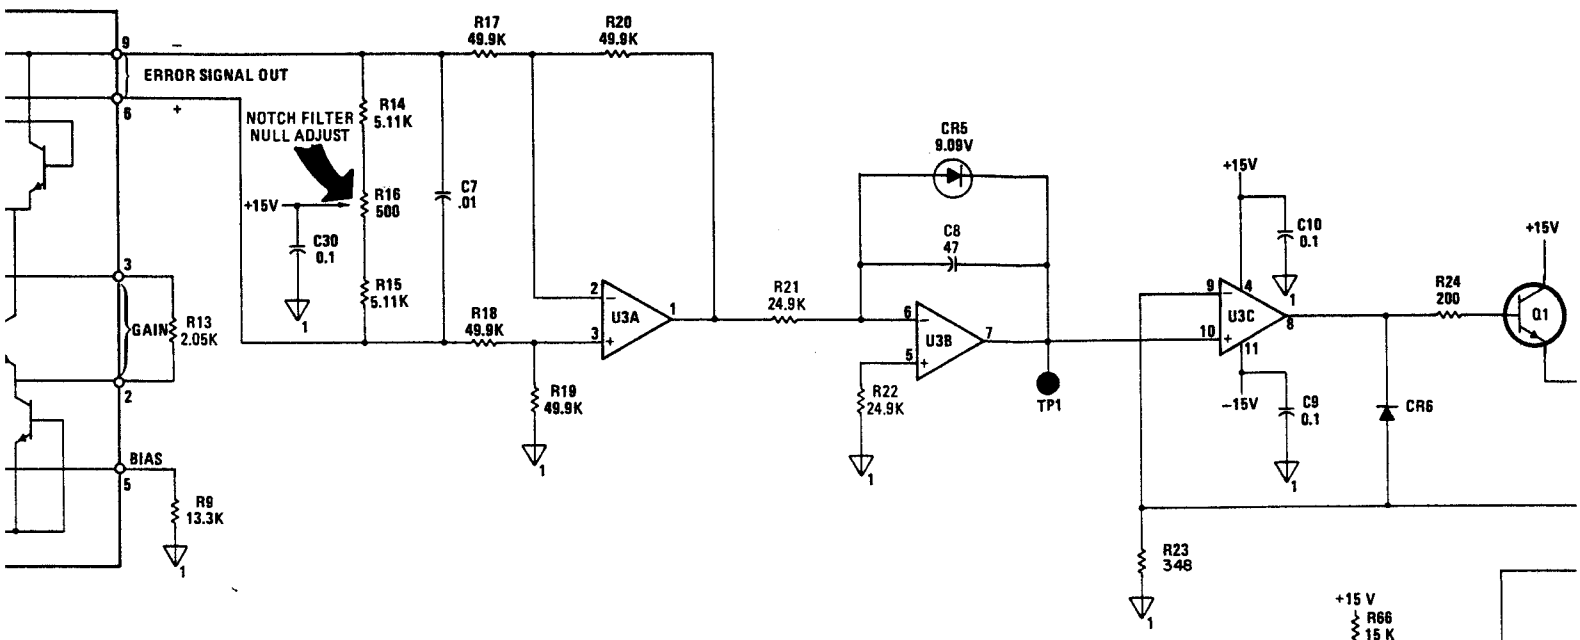 R17
49.9K
R20
49.9K
9
−
ERROR SIGNAL OUT
6
+
NOTCH FILTER
NULL ADJUST
R14
5.11K
+15V
R16
500
C7
.01
C30
0.1
1
R15
5.11K
R18
49.9K
R19
49.9K
1
2
−
3
+
U3A
1
3
GAIN
R13
2.05K
2
BIAS
5
R9
13.3K
1
CR5
9.09V
C8
47
R21
24.9K
6
−
5
+
U3B
7
R22
24.9K
1
TP1
+15V
C10
0.1
1
9
−
4
10
+
U3C
8
11
−15V
C9
0.1
1
R24
200
+15V
Q1
CR6
R23
348
1
+15 V
R66
15 K